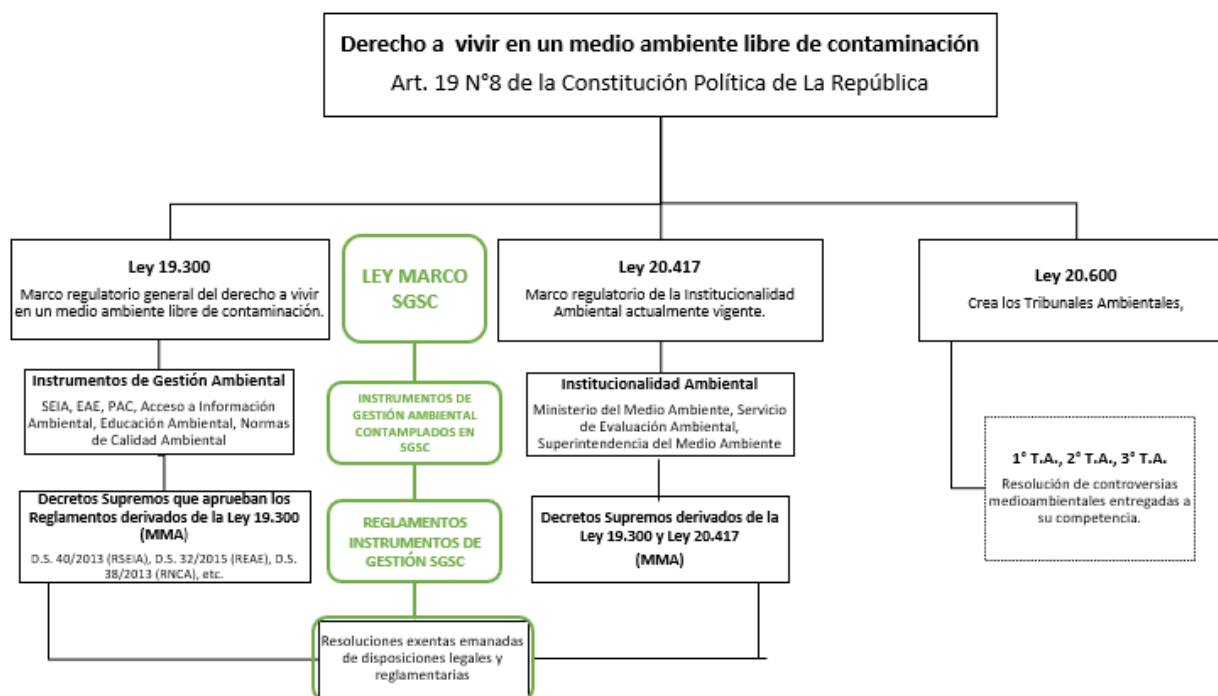 Derecho a vivir en un medio ambiente libre de contaminación
Art. 19 N°8 de la Constitución Política de La República
Ley 19.300
Marco regulatorio general del derecho a vivir
en un medio ambiente libre de contaminación.
LEY MARCO
SGSC
Ley 20.417
Marco regulatorio de la Institucionalidad
Ambiental actualmente vigente.
Ley 20.600
Crea los Tribunales Ambientales,
Instrumentos de Gestión Ambiental
SEIA, EAE, PAC, Acceso a Información
Ambiental, Educación Ambiental, Normas
de Calidad Ambiental
INSTRUMENTOS DE
GESTIÓN AMBIENTAL
CONTAMPLADOS EN
SGSC
Institucionalidad Ambiental
Ministerio del Medio Ambiente, Servicio
de Evaluación Ambiental,
Superintendencia del Medio Ambiente
1° T.A., 2° T.A., 3° T.A.
Resolución de controversias
medioambientales entregadas a
su competencia.
Decretos Supremos que aprueban los
Reglamentos derivados de la Ley 19.300
(MMA)
D.S. 40/2013 (RSEIA), D.S. 32/2015 (REAE), D.S.
38/2013 (RNCA), etc.
REGLAMENTOS
INSTRUMENTOS DE
GESTIÓN SGSC
Decretos Supremos derivados de la
Ley 19.300 y Ley 20.417
(MMA)
Resoluciones exentas emanadas
de disposiciones legales y
reglamentarias